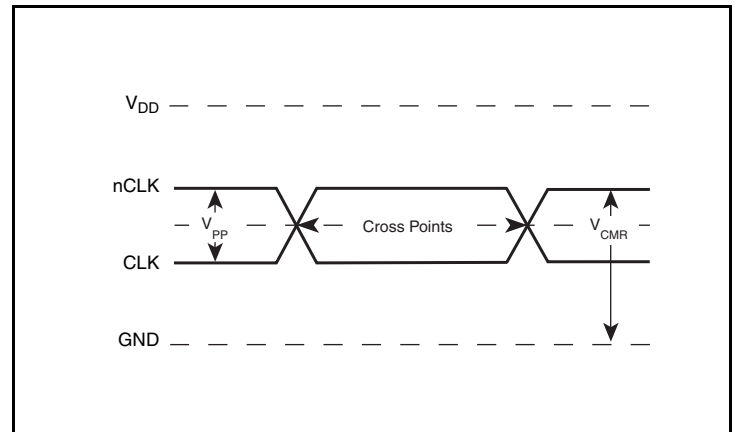 VDD
nCLK
VPP
Cross Points
VCMR
CLK
GND